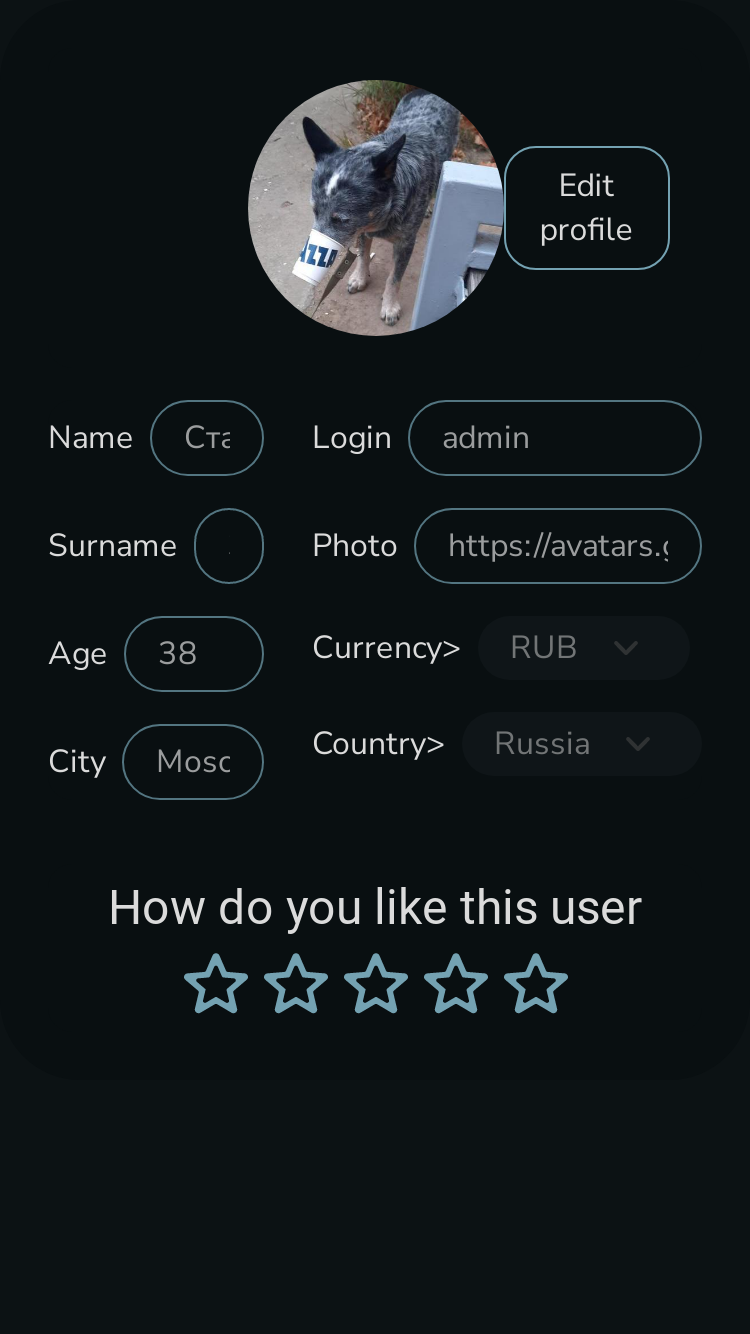 Edit
profile
Name
Ста
Login
admin
Surname
Photo
https://avatars.g
Age
38
Currency>
RUB
City
Mosc
Country>
Russia
How do you like this user